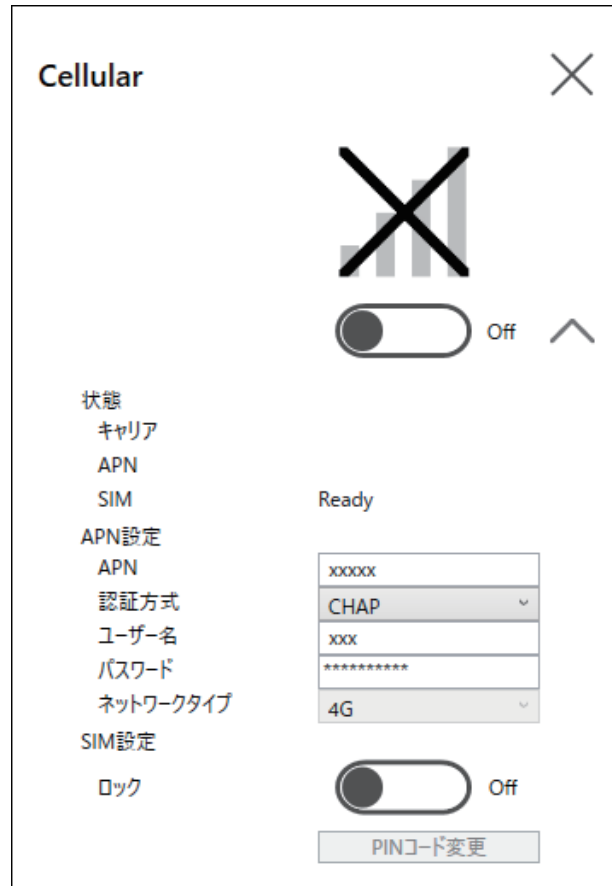 Cellular
Off
状態
キャリア
APN
SIM Ready
APN設定
APN xxxxx
認証方式 CHAP
ユーザー名 xxx
パスワード **********
ネットワークタイプ 4G
SIM設定
ロック Off
PINコード変更